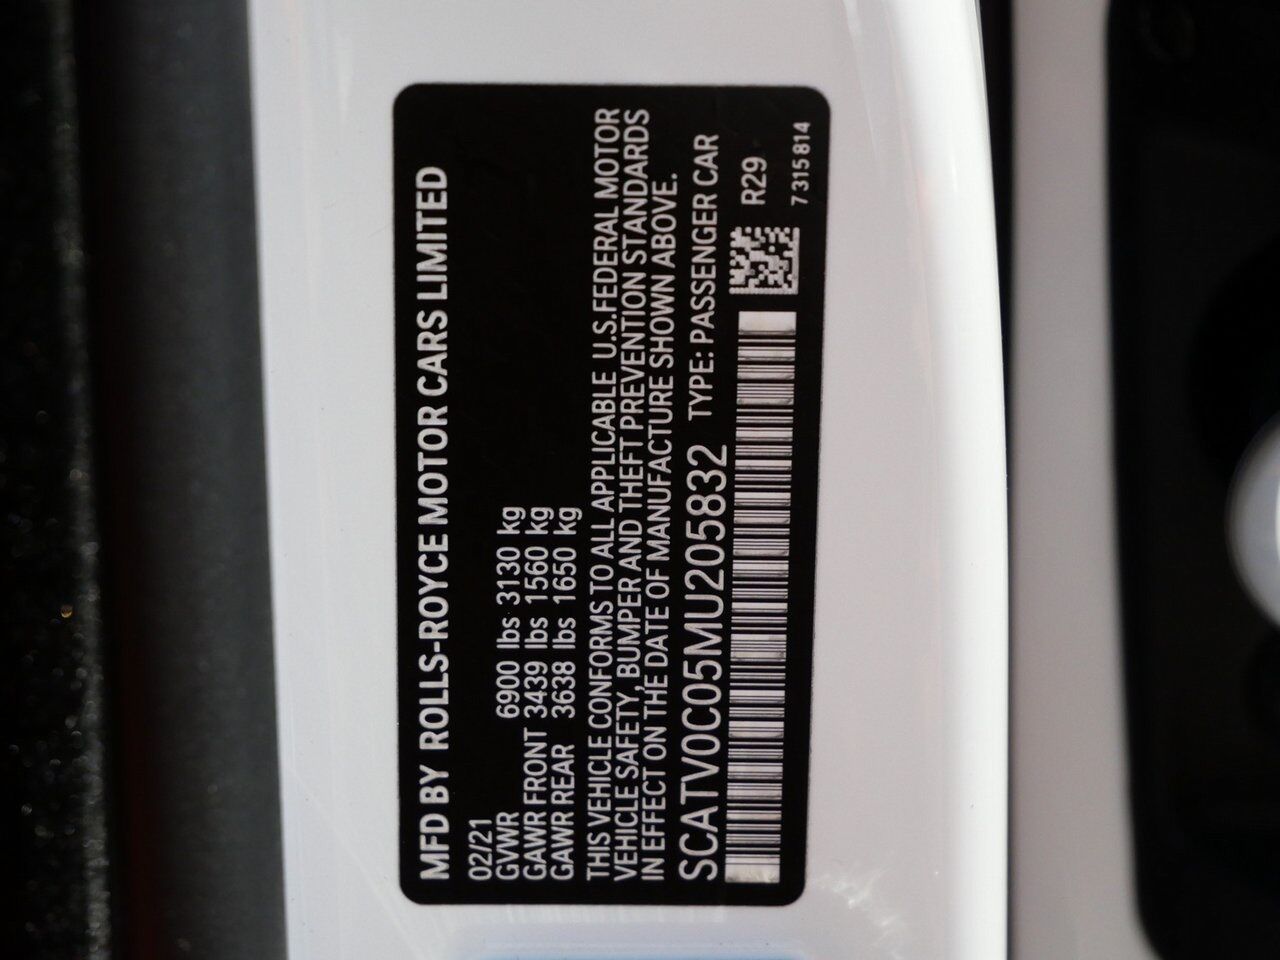 MFD BY ROLLS-ROYCE MOTOR CARS LIMITED
02/21
GVWR 6900 lbs 3130 kg
GAWR FRONT 3439 lbs 1560 kg
GAWR REAR 3638 lbs 1650 kg
THIS VEHICLE CONFORMS TO ALL APPLICABLE U.S.FEDERAL MOTOR
VEHICLE SAFETY, BUMPER AND THEFT PREVENTION STANDARDS
IN EFFECT ON THE DATE OF MANUFACTURE SHOWN ABOVE.
SCATV0C05MU205832 TYPE: PASSENGER CAR
R29
7 315 814